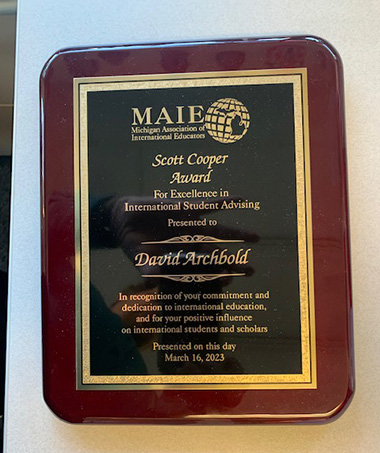 MAIE
Michigan Association of
International Educators
Scott Cooper
Award
For Excellence in
International Student Advising
Presented to
David Archbold
In recognition of your commitment and
dedication to international education,
and for your positive influence
on international students and scholars
Presented on this day
March 16, 2023